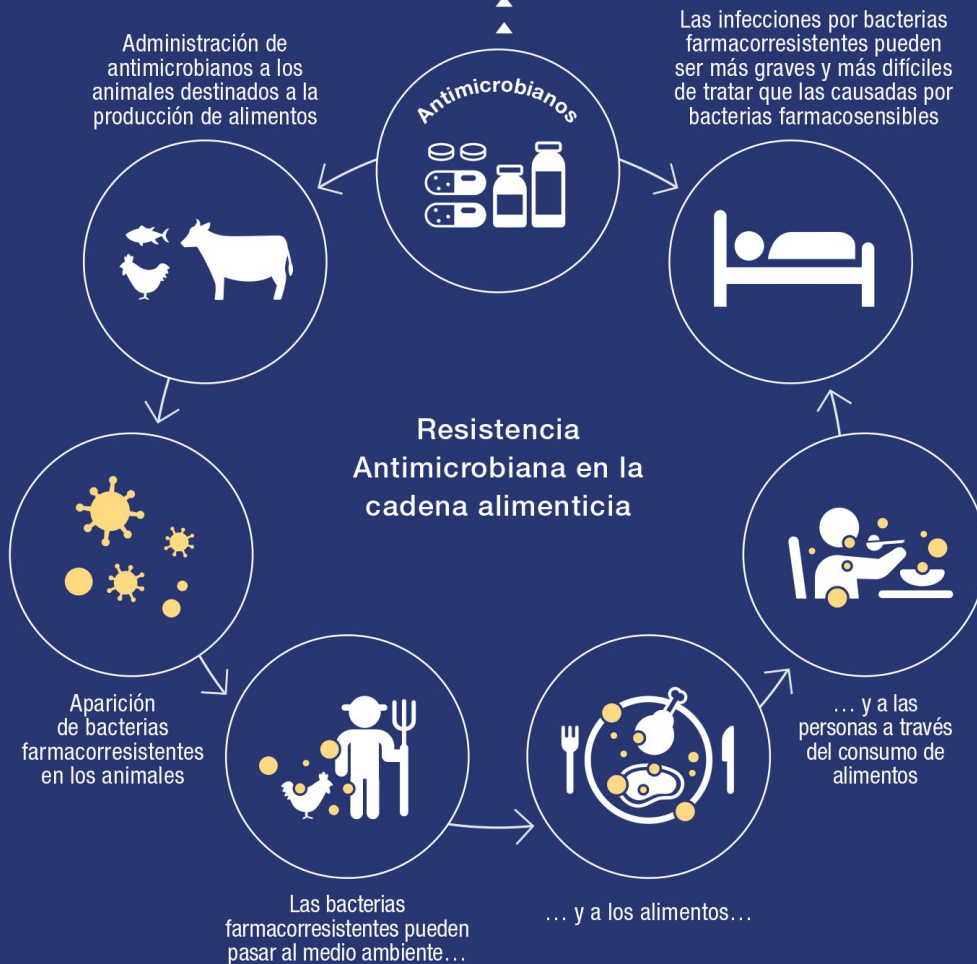 Antimicrobianos
Administración de
antimicrobianos a los
animales destinados a la
producción de alimentos
Aparición
de bacterias
farmacorresistentes
en los animales
Las bacterias
farmacorresistentes pueden
pasar al medio ambiente...
... y a los alimentos...
... y a las
personas a través
del consumo de
alimentos
Las infecciones por bacterias
farmacorresistentes pueden
ser más graves y más difíciles
de tratar que las causadas por
bacterias farmacosensibles
Resistencia
Antimicrobiana en la
cadena alimenticia